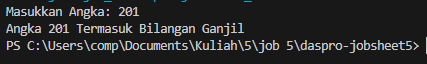 Masukkan Angka: 201
Angka 201 Termasuk Bilangan Ganjil
PS C:\Users\comp\Documents\Kuliah\5\job 5\daspro-jobsheet5>